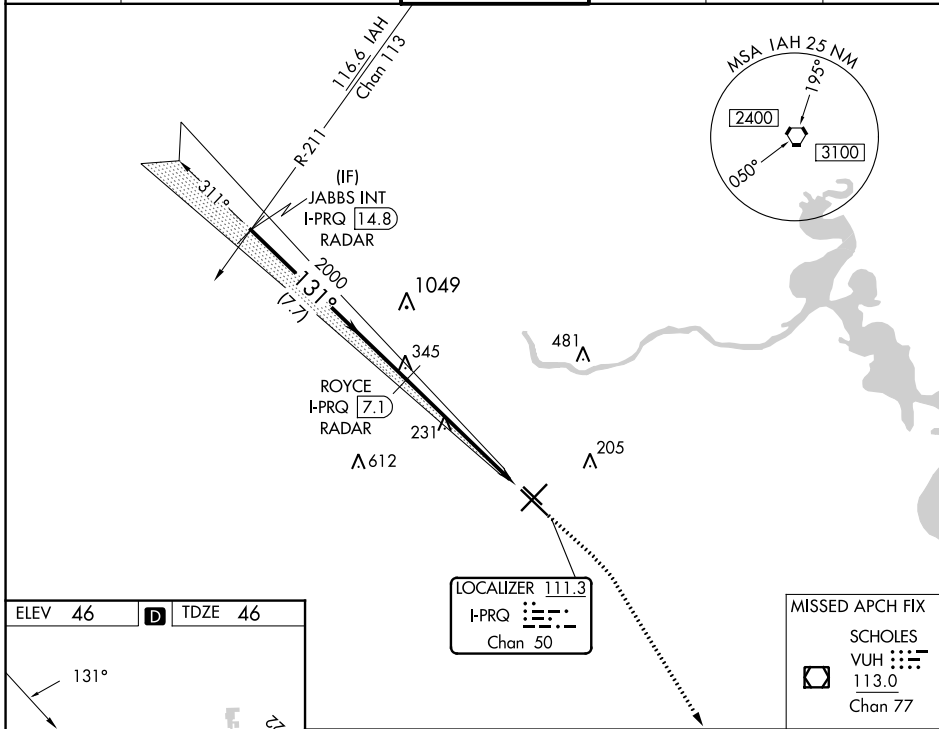 116.6 IAH
Chan 113
R-211
MSA IAH 25 NM
195°
2400
3100
050°
311°
(IF)
JABBS INT
I-PRQ 14.8
RADAR
2000
131°
(7.7)
1049
481
345
ROYCE
I-PRQ 7.1
RADAR
231
612
205
LOCALIZER 111.3
I-PRQ
Chan 50
ELEV 46 D TDZE 46
131°
22
MISSED APCH FIX
SCHOLES
VUH
113.0
Chan 77